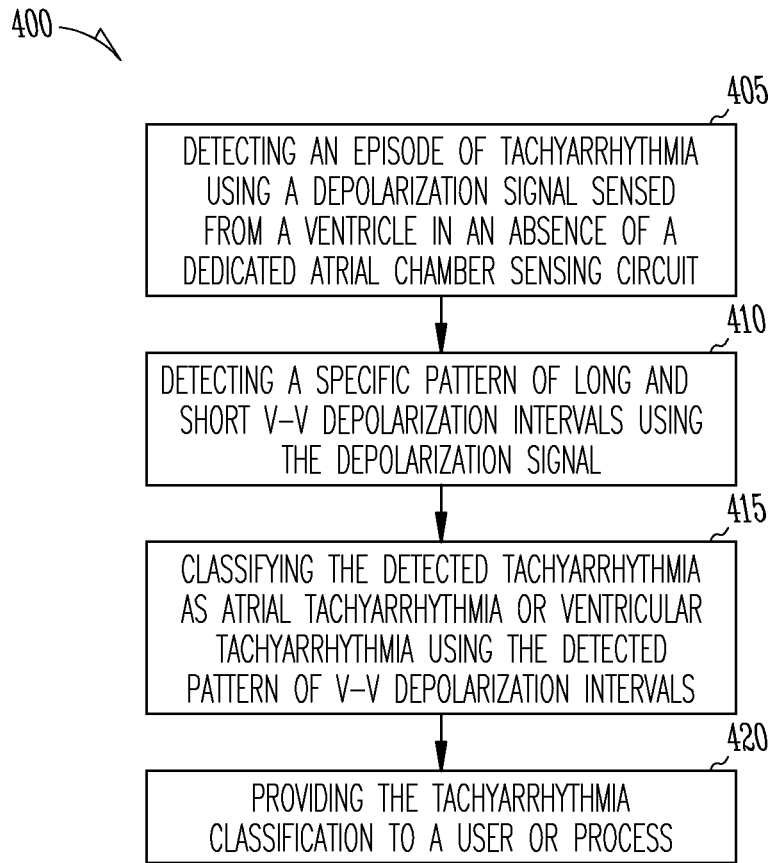 400
405
DETECTING AN EPISODE OF TACHYARRHYTHMIA
USING A DEPOLARIZATION SIGNAL SENSED
FROM A VENTRICLE IN AN ABSENCE OF A
DEDICATED ATRIAL CHAMBER SENSING CIRCUIT
410
DETECTING A SPECIFIC PATTERN OF LONG AND
SHORT V-V DEPOLARIZATION INTERVALS USING
THE DEPOLARIZATION SIGNAL
415
CLASSIFYING THE DETECTED TACHYARRHYTHMIA
AS ATRIAL TACHYARRHYTHMIA OR VENTRICULAR
TACHYARRHYTHMIA USING THE DETECTED
PATTERN OF V-V DEPOLARIZATION INTERVALS
420
PROVIDING THE TACHYARRHYTHMIA
CLASSIFICATION TO A USER OR PROCESS